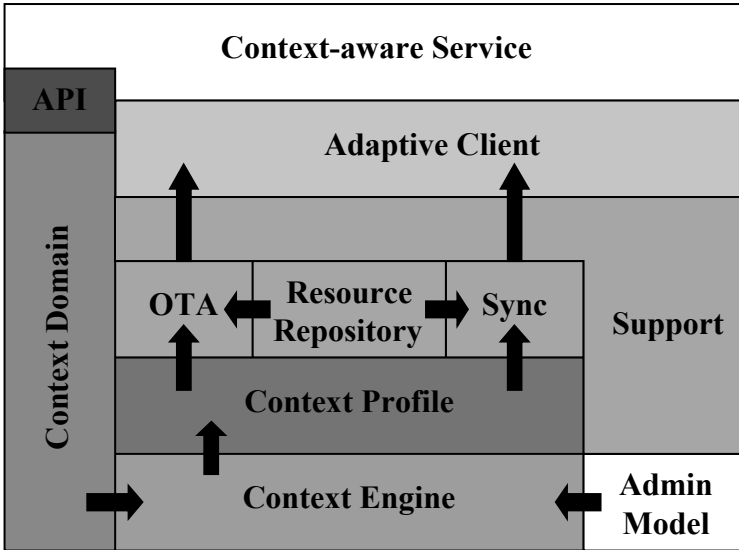 Context-aware Service
API
Adaptive Client
Context Domain
OTA
Resource
Repository
Sync
Support
Context Profile
Context Engine
Admin
Model